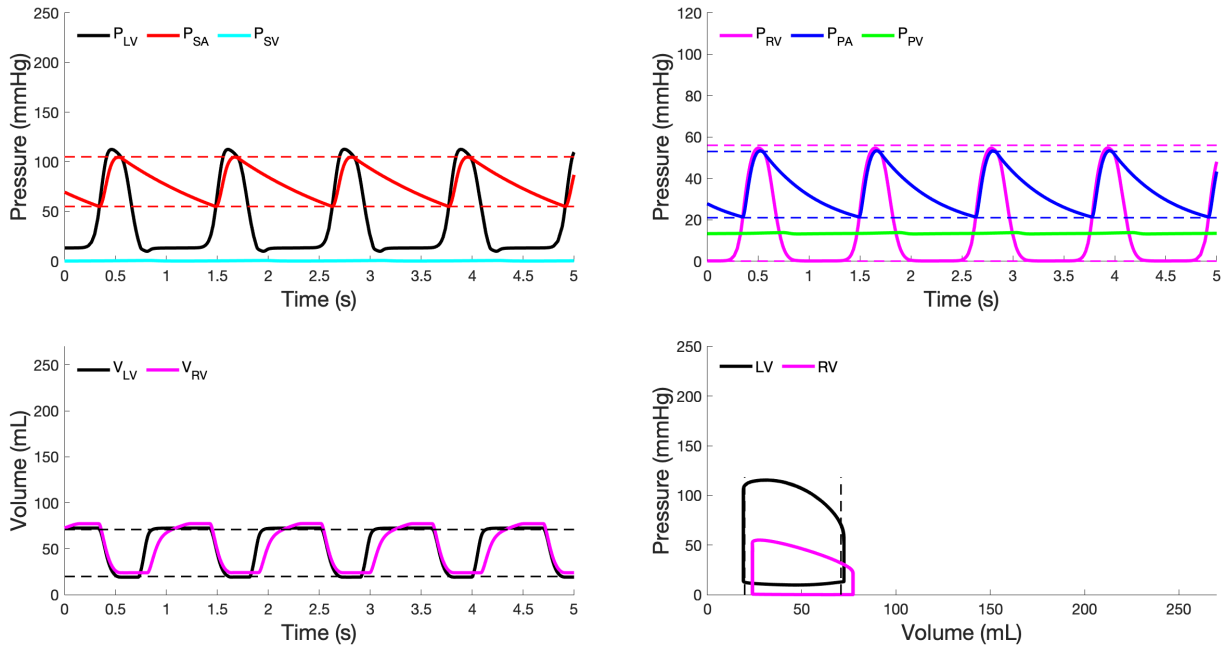 250
200
150
100
50
0
Pressure (mmHg)
P_LV P_SA P_SV
0 0.5 1 1.5 2 2.5 3 3.5 4 4.5 5
Time (s)
120
100
80
60
40
20
0
Pressure (mmHg)
P_RV P_PA P_PV
0 0.5 1 1.5 2 2.5 3 3.5 4 4.5 5
Time (s)
250
200
150
100
50
0
Volume (mL)
V_LV V_RV
0 0.5 1 1.5 2 2.5 3 3.5 4 4.5 5
Time (s)
250
200
150
100
50
0
Pressure (mmHg)
LV RV
0 50 100 150 200 250
Volume (mL)